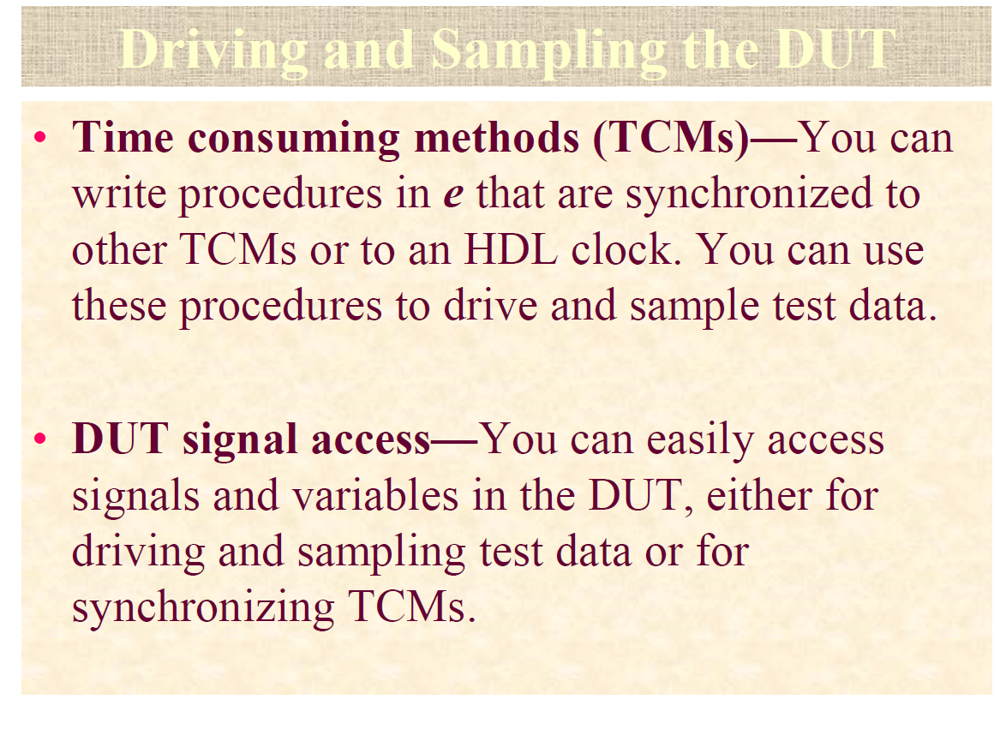 Driving and Sampling the DUT
• Time consuming methods (TCMs)—You can
write procedures in e that are synchronized to
other TCMs or to an HDL clock. You can use
these procedures to drive and sample test data.
• DUT signal access—You can easily access
signals and variables in the DUT, either for
driving and sampling test data or for
synchronizing TCMs.